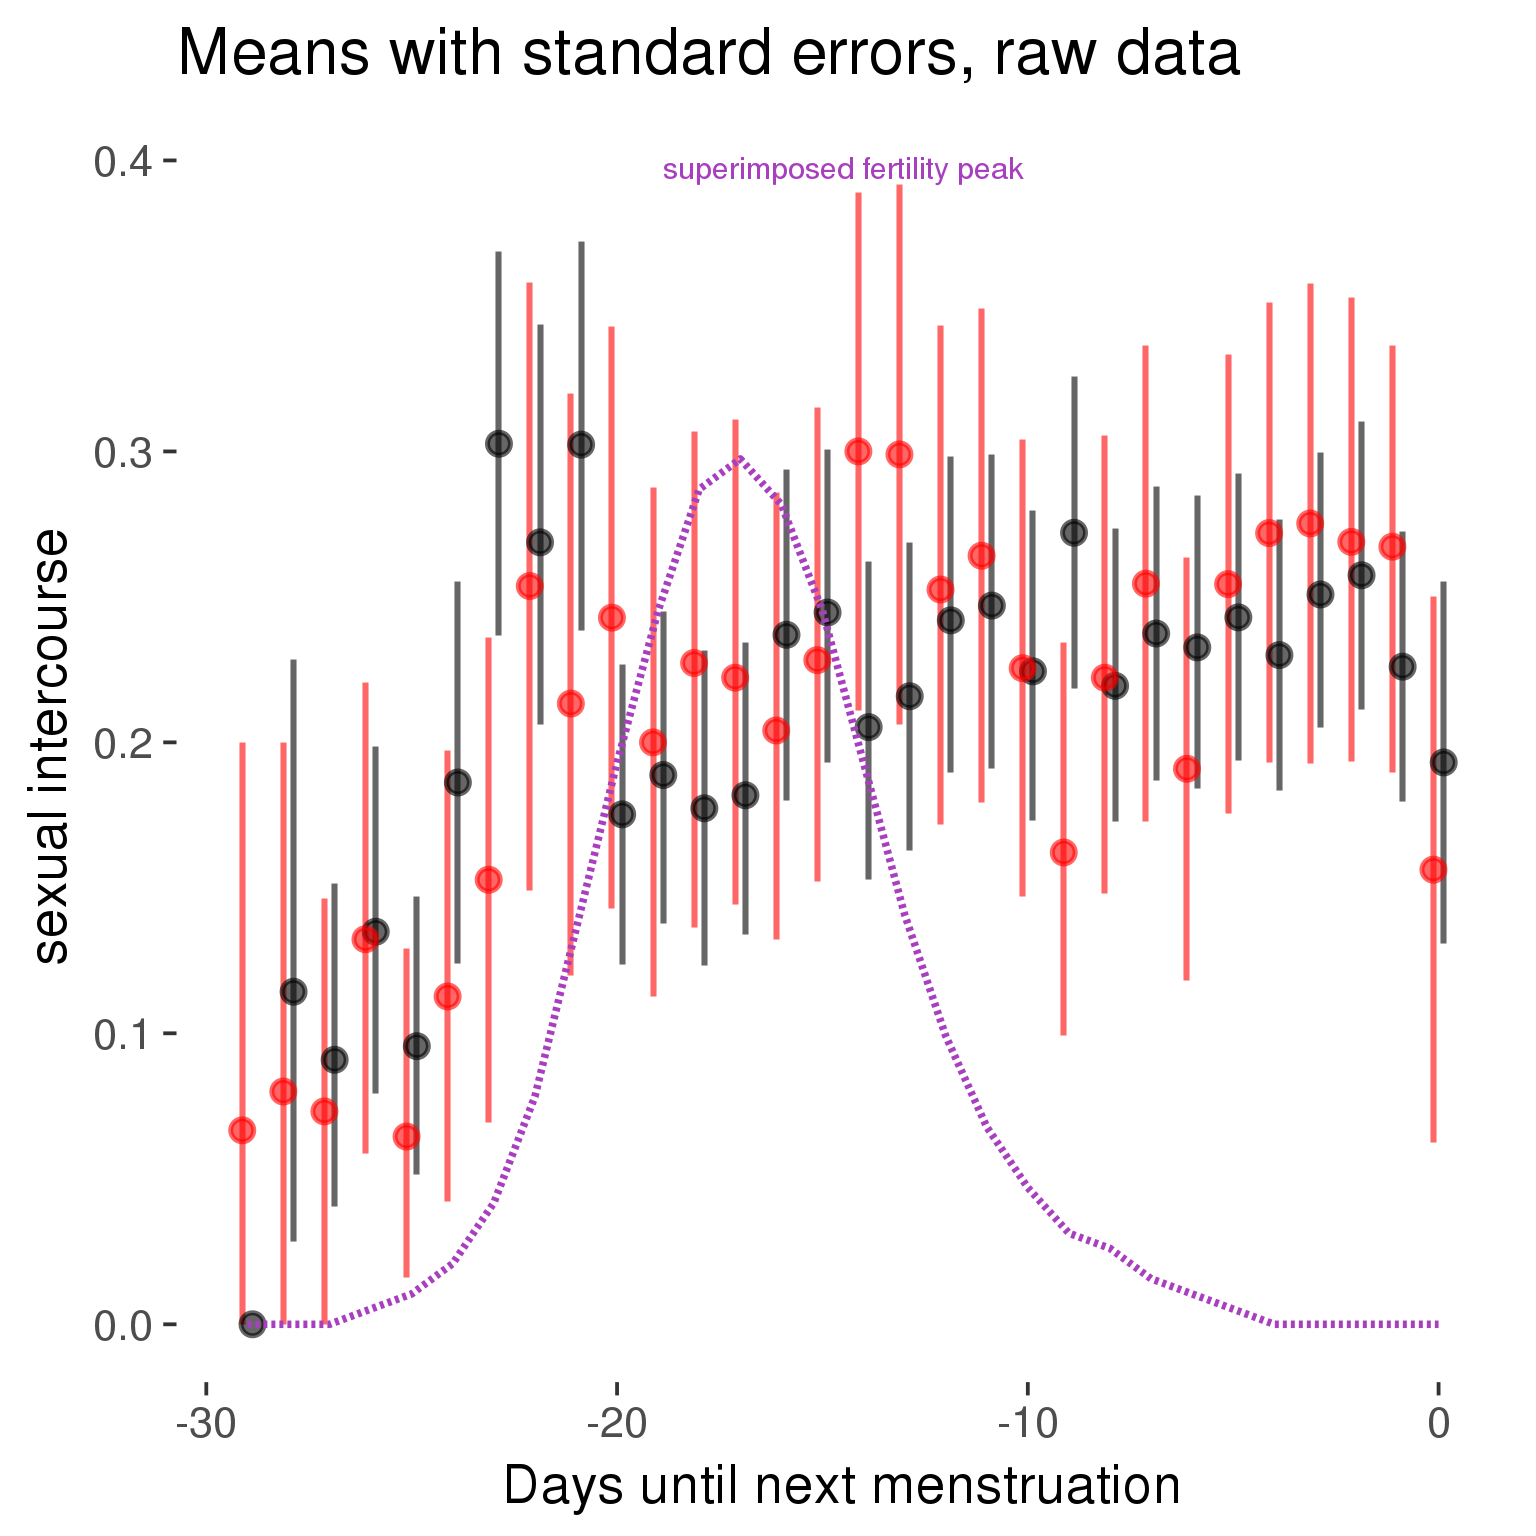 Means with standard errors, raw data
superimposed fertility peak
0.4
0.3
0.2
0.1
0.0
sexual intercourse
-30 -20 -10 0
Days until next menstruation